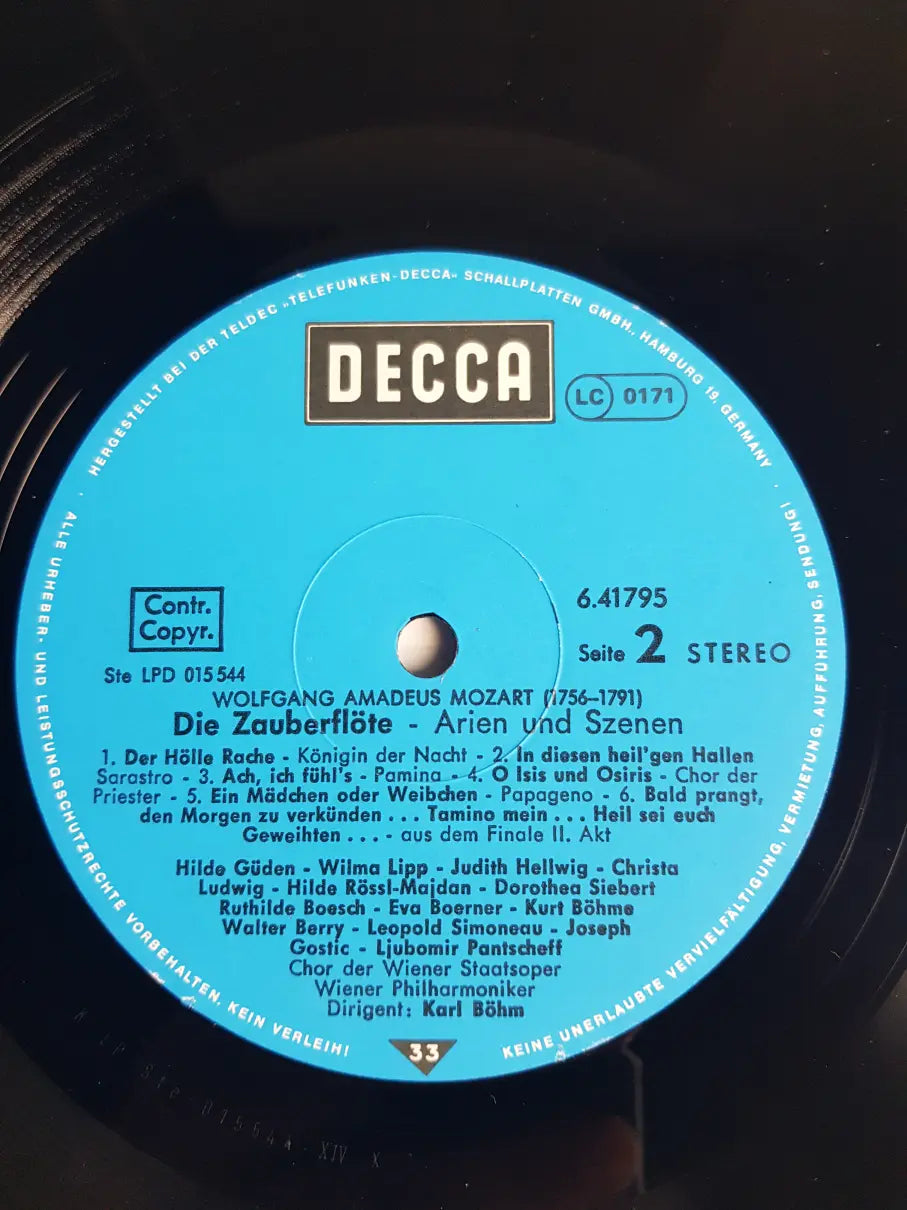 HERGESTELLT BEI DER TELDEC »TELEFUNKEN-DECCA« SCHALLPLATTEN GMBH., HAMBURG 19, GERMANY ·
DECCA
LC 0171
Contr.
Copyr.
6.41795
Seite 2 STEREO
Ste LPD 015 544
WOLFGANG AMADEUS MOZART (1756–1791)
Die Zauberflöte - Arien und Szenen
1. Der Hölle Rache - Königin der Nacht - 2. In diesen heil'gen Hallen
Sarastro - 3. Ach, ich fühl's - Pamina - 4. O Isis und Osiris - Chor der
Priester - 5. Ein Mädchen oder Weibchen - Papageno - 6. Bald prangt,
den Morgen zu verkünden ... Tamino mein ... Heil sei euch
Geweihten ... - aus dem Finale II. Akt
Hilde Güden - Wilma Lipp - Judith Hellwig - Christa
Ludwig - Hilde Rössl-Majdan - Dorothea Siebert
Ruthilde Boesch - Eva Boerner - Kurt Böhme
Walter Berry - Leopold Simoneau - Joseph
Gostic - Ljubomir Pantscheff
Chor der Wiener Staatsoper
Wiener Philharmoniker
Dirigent: Karl Böhm
33
· ALLE URHEBER- UND LEISTUNGSSCHUTZRECHTE VORBEHALTEN, KEIN VERLEIH!
KEINE UNERLAUBTE VERVIELFÄLTIGUNG, VERMIETUNG, AUFFÜHRUNG, SENDUNG!